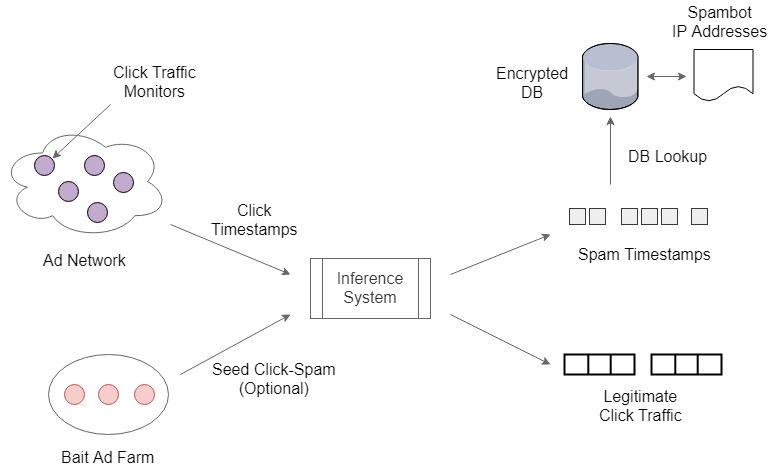 Spambot
IP Addresses
Click Traffic
Monitors
Encrypted
DB
DB Lookup
Click
Timestamps
Ad Network
Spam Timestamps
Inference
System
Seed Click-Spam
(Optional)
Legitimate
Click Traffic
Bait Ad Farm